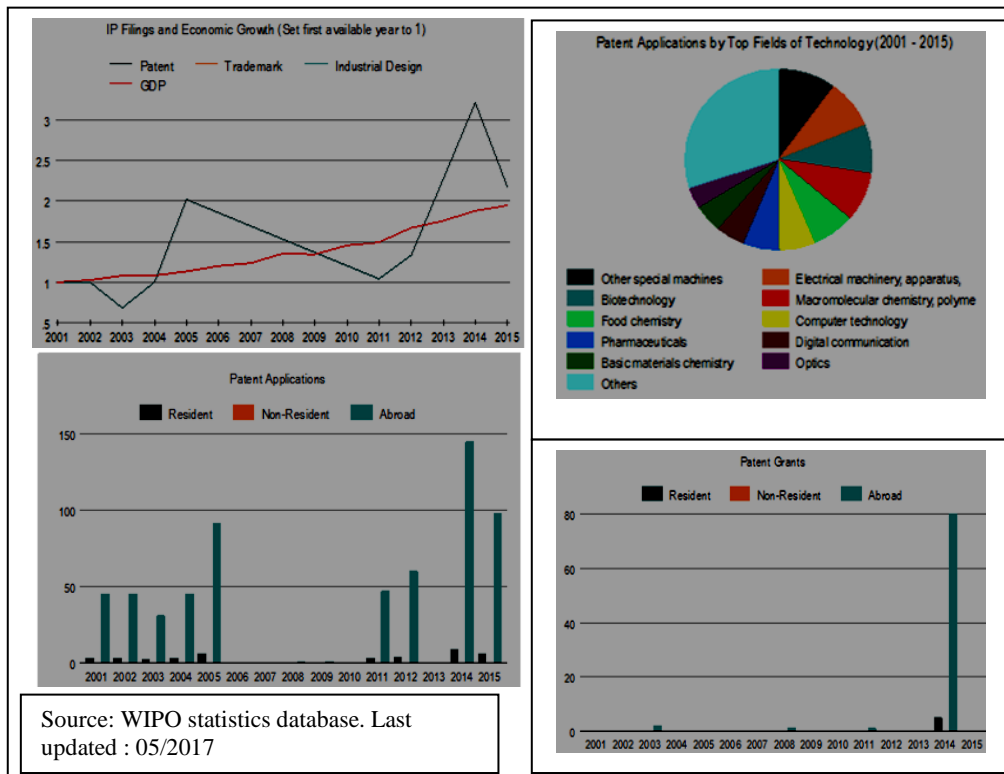 IP Filings and Economic Growth (Set first available year to 1)
Patent Trademark Industrial Design
GDP
3
2.5
2
1.5
1
.5
2001 2002 2003 2004 2005 2006 2007 2008 2009 2010 2011 2012 2013 2014 2015
Patent Applications by Top Fields of Technology (2001 - 2015)
Other special machines Electrical machinery, apparatus,
Biotechnology Macromolecular chemistry, polyme
Food chemistry Computer technology
Pharmaceuticals Digital communication
Basic materials chemistry Optics
Others
Patent Applications
Resident Non-Resident Abroad
150
100
50
0
2001 2002 2003 2004 2005 2006 2007 2008 2009 2010 2011 2012 2013 2014 2015
Patent Grants
Resident Non-Resident Abroad
80
60
40
20
0
2001 2002 2003 2004 2005 2006 2007 2008 2009 2010 2011 2012 2013 2014 2015
Source: WIPO statistics database. Last
updated : 05/2017